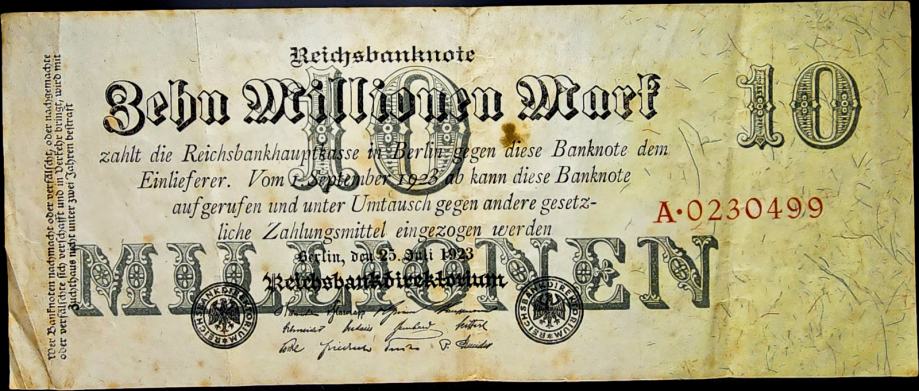 Reichsbanknote
Zehn Millionen Mark
10
10
zahlt die Reichsbankhauptkasse in Berlin gegen diese Banknote dem
Einlieferer. Vom 1. September 1923 ab kann diese Banknote
aufgerufen und unter Umtausch gegen andere gesetz-
liche Zahlungsmittel eingezogen werden
A·0230499
MILLIONEN
Berlin, den 25. Juli 1923
Reichsbankdirektorium
REICHSBANKDIREKTORIUM
REICHSBANKDIREKTORIUM
Wer Banknoten nachmacht oder verfälscht, oder nachgemachte
oder verfälschte sich verschafft und in Verkehr bringt, wird mit
Zuchthaus nicht unter zwei Jahren bestraft